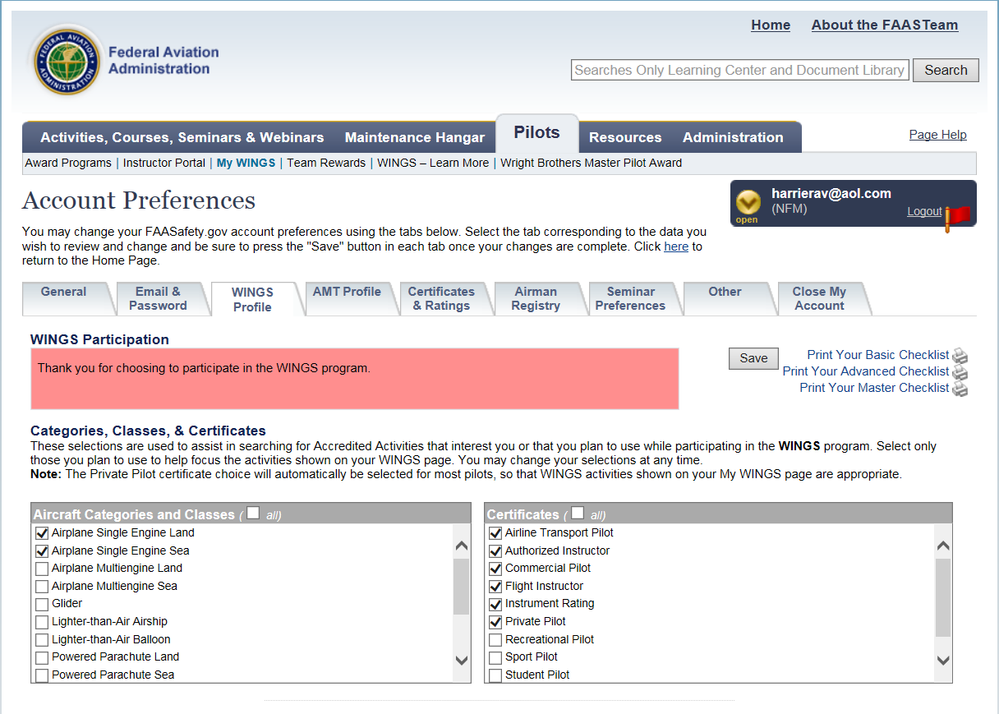 Home About the FAASTeam
FEDERAL AVIATION ADMINISTRATION
Federal Aviation
Administration
Searches Only Learning Center and Document Library Search
Activities, Courses, Seminars & Webinars Maintenance Hangar Pilots Resources Administration Page Help
Award Programs | Instructor Portal | My WINGS | Team Rewards | WINGS – Learn More | Wright Brothers Master Pilot Award
Account Preferences
harrierav@aol.com
(NFM)
Logout
open
You may change your FAASafety.gov account preferences using the tabs below. Select the tab corresponding to the data you
wish to review and change and be sure to press the "Save" button in each tab once your changes are complete. Click here to
return to the Home Page.
General
Email &
Password
WINGS
Profile
AMT Profile
Certificates
& Ratings
Airman
Registry
Seminar
Preferences
Other
Close My
Account
WINGS Participation
Thank you for choosing to participate in the WINGS program.
Save
Print Your Basic Checklist
Print Your Advanced Checklist
Print Your Master Checklist
Categories, Classes, & Certificates
These selections are used to assist in searching for Accredited Activities that interest you or that you plan to use while participating in the WINGS program. Select only
those you plan to use to help focus the activities shown on your WINGS page. You may change your selections at any time.
Note: The Private Pilot certificate choice will automatically be selected for most pilots, so that WINGS activities shown on your My WINGS page are appropriate.
Aircraft Categories and Classes ( all)
Airplane Single Engine Land
Airplane Single Engine Sea
Airplane Multiengine Land
Airplane Multiengine Sea
Glider
Lighter-than-Air Airship
Lighter-than-Air Balloon
Powered Parachute Land
Powered Parachute Sea
Certificates ( all)
Airline Transport Pilot
Authorized Instructor
Commercial Pilot
Flight Instructor
Instrument Rating
Private Pilot
Recreational Pilot
Sport Pilot
Student Pilot